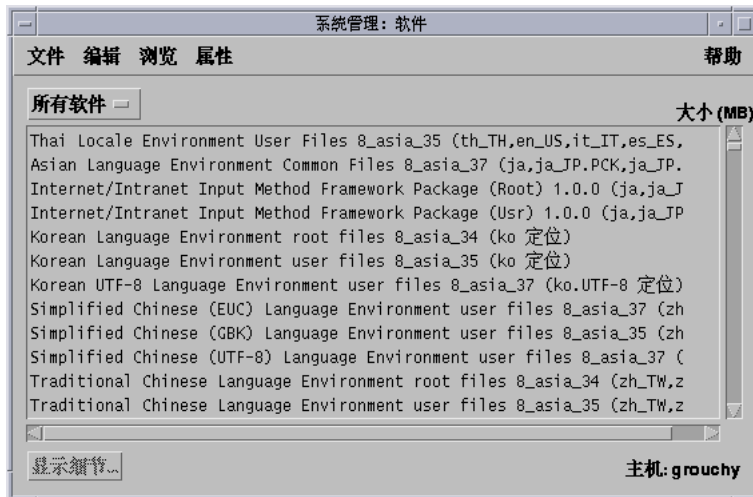 系统管理: 软件
文件 编辑 浏览 属性 帮助
所有软件
大小 (MB)
Thai Locale Environment User Files 8_asia_35 (th_TH,en_US,it_IT,es_ES,
Asian Language Environment Common Files 8_asia_37 (ja,ja_JP.PCK,ja_JP.
Internet/Intranet Input Method Framework Package (Root) 1.0.0 (ja,ja_J
Internet/Intranet Input Method Framework Package (Usr) 1.0.0 (ja,ja_JP
Korean Language Environment root files 8_asia_34 (ko 定位)
Korean Language Environment user files 8_asia_35 (ko 定位)
Korean UTF-8 Language Environment user files 8_asia_37 (ko.UTF-8 定位)
Simplified Chinese (EUC) Language Environment user files 8_asia_37 (zh
Simplified Chinese (GBK) Language Environment user files 8_asia_35 (zh
Simplified Chinese (UTF-8) Language Environment user files 8_asia_37 (
Traditional Chinese Language Environment root files 8_asia_34 (zh_TW,z
Traditional Chinese Language Environment user files 8_asia_35 (zh_TW,z
显示细节...
主机: grouchy